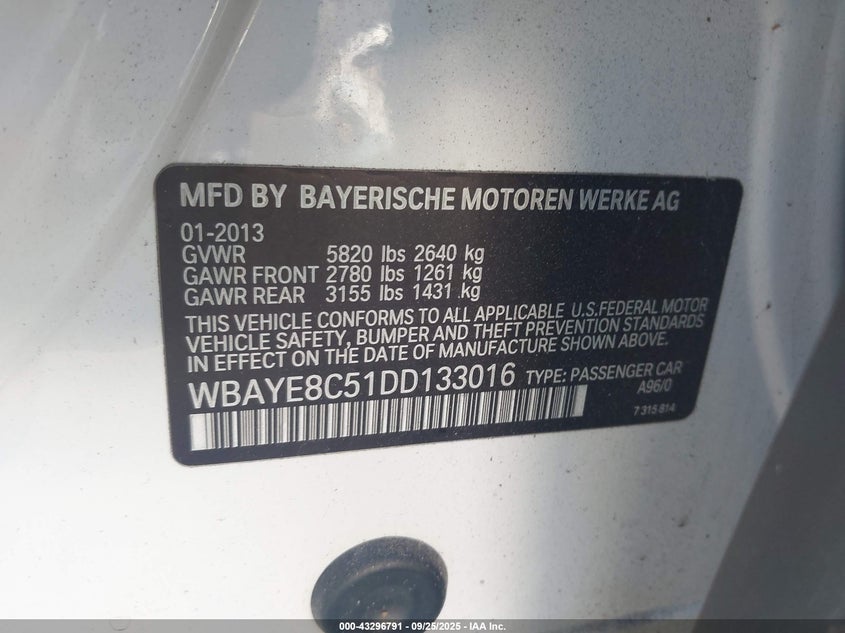 MFD BY BAYERISCHE MOTOREN WERKE AG
01-2013
GVWR 5820 lbs 2640 kg
GAWR FRONT 2780 lbs 1261 kg
GAWR REAR 3155 lbs 1431 kg
THIS VEHICLE CONFORMS TO ALL APPLICABLE U.S.FEDERAL MOTOR
VEHICLE SAFETY, BUMPER AND THEFT PREVENTION STANDARDS
IN EFFECT ON THE DATE OF MANUFACTURE SHOWN ABOVE.
WBAYE8C51DD133016 TYPE: PASSENGER CAR
A96/0
7 315 814
000-43296791 - 09/25/2025 - IAA Inc.